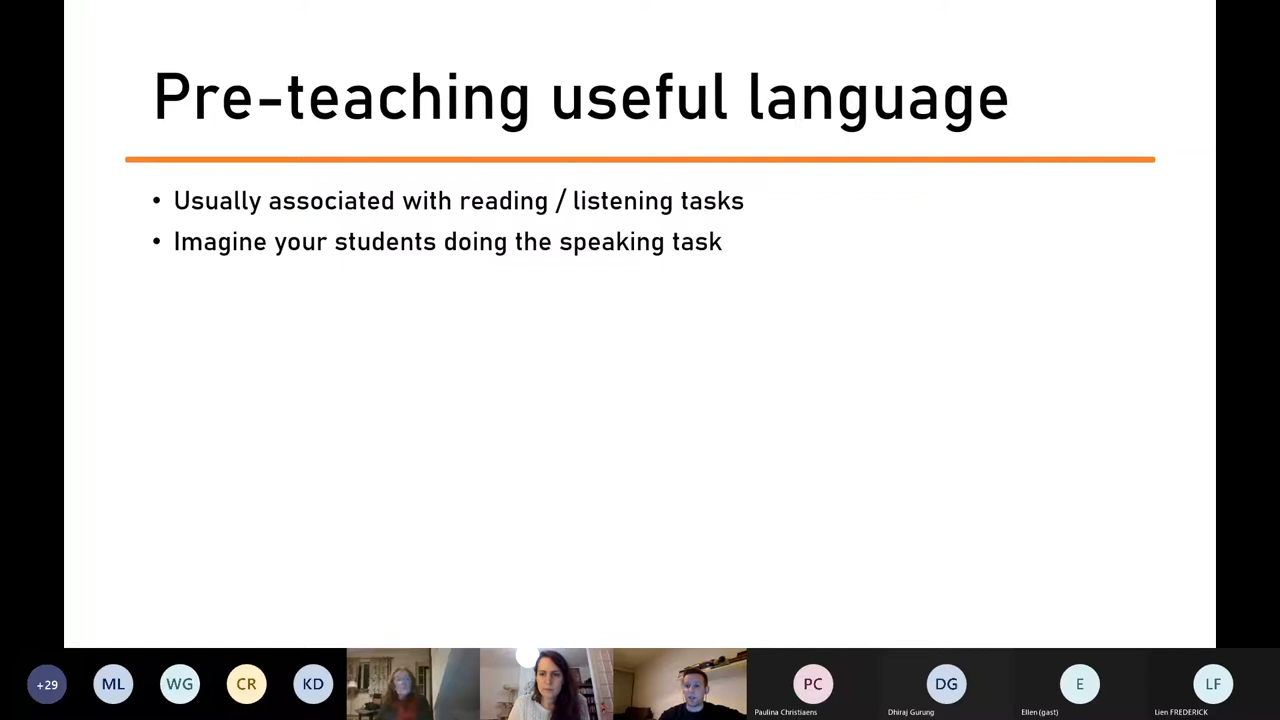 Pre-teaching useful language
• Usually associated with reading / listening tasks
• Imagine your students doing the speaking task
+29
ML
WG
CR
KD
PC
DG
E
LF
Paulina Christiaens
Dhiraj Gurung
Ellen (gast)
Lien FREDERICK